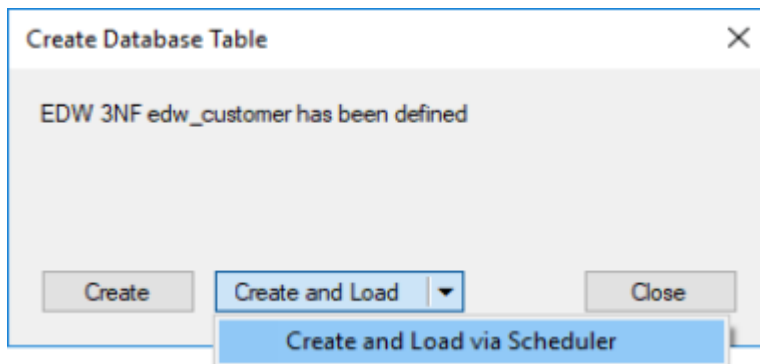 Create Database Table
EDW 3NF edw_customer has been defined
Create
Create and Load
Close
Create and Load via Scheduler